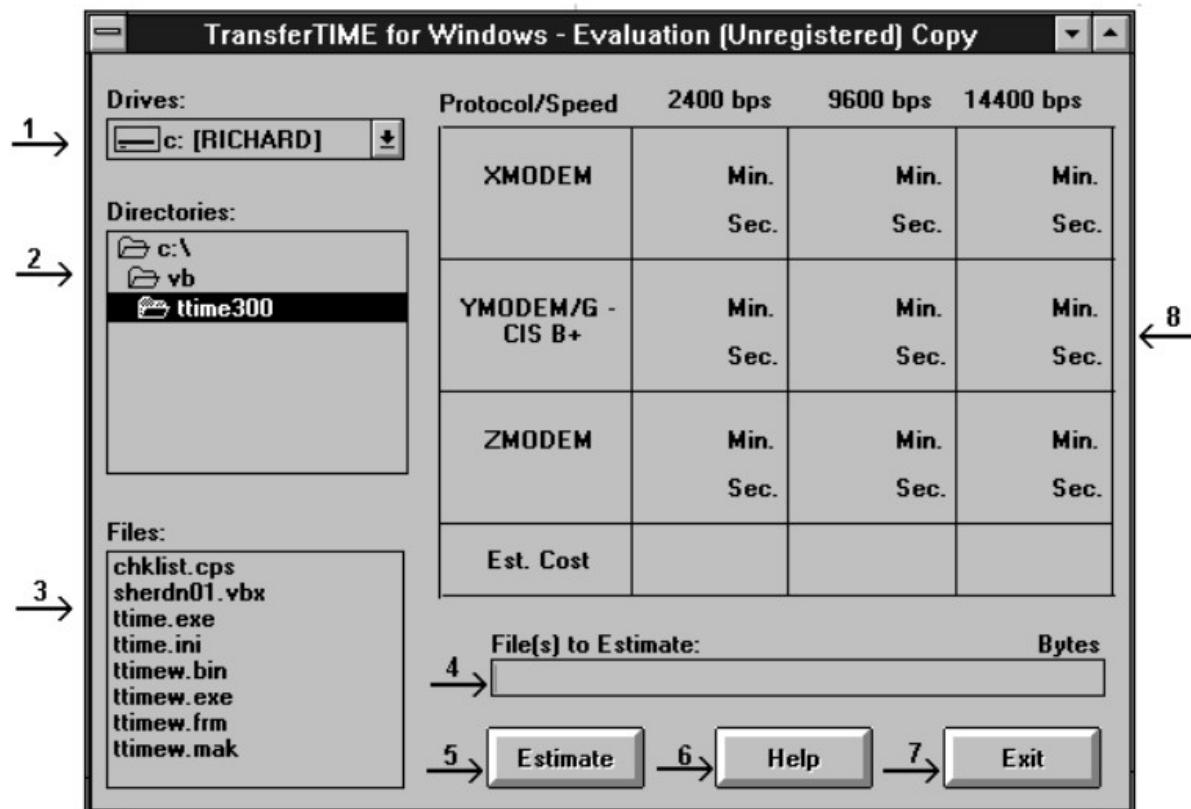 TransferTIME for Windows - Evaluation (Unregistered) Copy
Drives:
1
c: [RICHARD]
Directories:
2
c:\
vb
ttime300
Files:
3
chklist.cps
sherdn01.vbx
ttime.exe
ttime.ini
ttimew.bin
ttimew.exe
ttimew.frm
ttimew.mak
Protocol/Speed 2400 bps 9600 bps 14400 bps
XMODEM Min. Min. Min.
Sec. Sec. Sec.
YMODEM/G - Min. Min. Min.
CIS B+
Sec. Sec. Sec.
8
ZMODEM Min. Min. Min.
Sec. Sec. Sec.
Est. Cost
File(s) to Estimate: Bytes
4
5 Estimate 6 Help 7 Exit